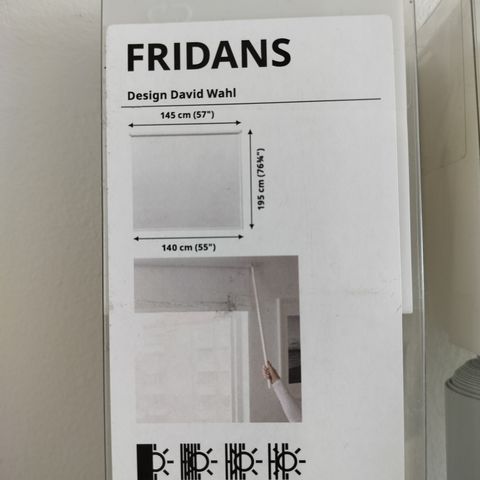 FRIDANS
Design David Wahl
145 cm (57")
195 cm (76¾")
140 cm (55")